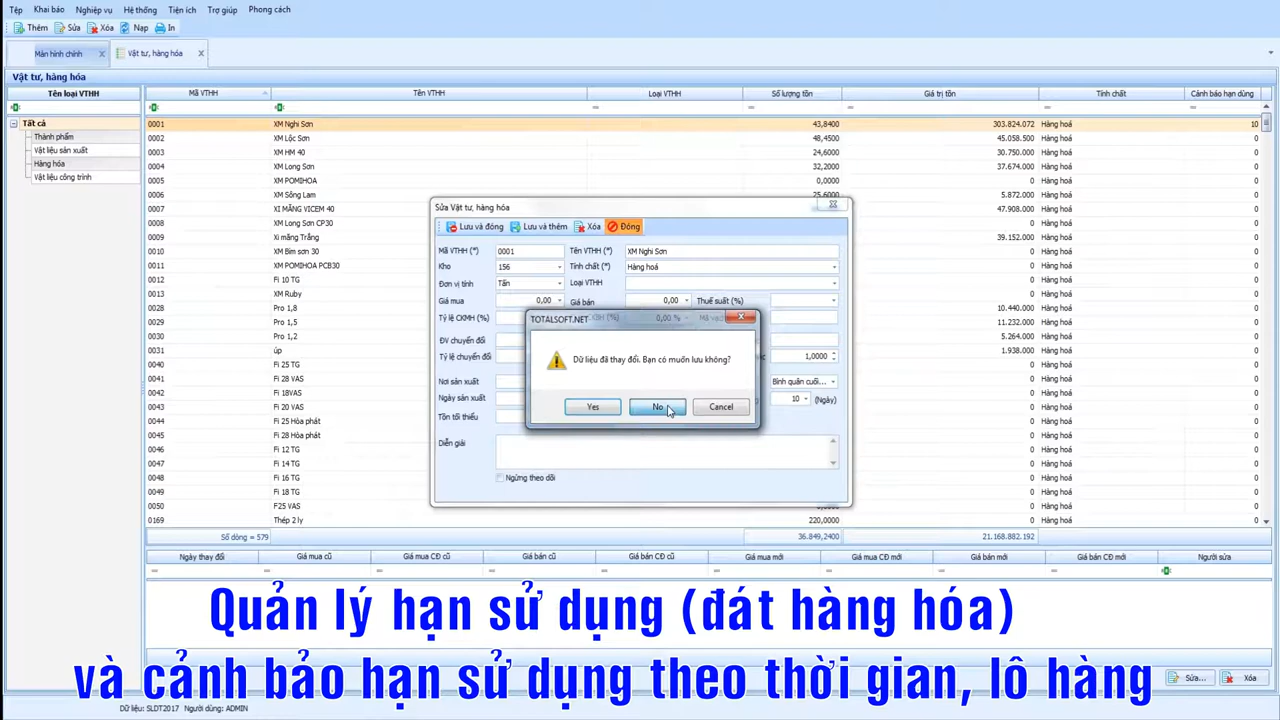 Tệp Khai báo Nghiệp vụ Hệ thống Tiện ích Trợ giúp Phong cách
Thêm Sửa Xóa Nạp In
Màn hình chính x Vật tư, hàng hóa x
Vật tư, hàng hóa
Tên loại VTHH Mã VTHH Tên VTHH Loại VTHH Số lượng tồn Giá trị tồn Tính chất Cảnh báo hạn dùng
Tất cả
Thành phẩm
Vật liệu sản xuất
Hàng hóa
Vật liệu công trình
0001 XM Nghi Sơn 43,8400 303.824.072 Hàng hoá 10
0002 XM Lộc Sơn 48,4500 45.058.500 Hàng hoá 0
0003 XM HM 40 24,6000 30.750.000 Hàng hoá 0
0004 XM Long Sơn 32,2000 37.674.000 Hàng hoá 0
0005 XM POMIHOA 0,0000 0 Hàng hoá 0
0006 XM Sông Lam 25,6000 5.872.000 Hàng hoá 0
0007 XI MĂNG VICEM 40 47.908.000 Hàng hoá 0
0008 XM Long Sơn CP30 0 Hàng hoá 0
0009 Xi măng Trắng 39.152.000 Hàng hoá 0
0010 XM Bỉm sơn 30 0 Hàng hoá 0
0011 XM POMIHOA PCB30 0 Hàng hoá 0
0012 Fi 10 TG 0 Hàng hoá 0
0013 XM Ruby 0 Hàng hoá 0
0028 Pro 1,8 10.440.000 Hàng hoá 0
0029 Pro 1,5 11.232.000 Hàng hoá 0
0030 Pro 1,2 5.264.000 Hàng hoá 0
0031 úp 1.938.000 Hàng hoá 0
0040 Fi 25 TG 0 Hàng hoá 0
0041 Fi 28 VAS 0 Hàng hoá 0
0042 Fi 18VAS 0 Hàng hoá 0
0043 Fi 20 VAS 0 Hàng hoá 0
0044 Fi 25 Hòa phát 0 Hàng hoá 0
0045 Fi 28 Hòa phát 0 Hàng hoá 0
0046 Fi 12 TG 0 Hàng hoá 0
0047 Fi 14 TG 0 Hàng hoá 0
0048 Fi 16 TG 0 Hàng hoá 0
0049 Fi 18 TG 0 Hàng hoá 0
0050 F25 VAS 0 Hàng hoá 0
0169 Thép 2 ly 220,0000 0 Hàng hoá 0
Số dòng = 579 36.849,2400 21.168.882.192
Sửa Vật tư, hàng hóa
Lưu và đóng Lưu và thêm Xóa Đóng
Mã VTHH (*) 0001 Tên VTHH (*) XM Nghi Sơn
Kho 156 Tính chất (*) Hàng hoá
Đơn vị tính Tấn Loại VTHH
Giá mua 0,00 Giá bán 0,00 Thuế suất (%)
Tỷ lệ CKMH (%) 0,00 %
ĐV chuyển đổi
Tỷ lệ chuyển đổi 1,0000
Nơi sản xuất Bình quân cuối...
Ngày sản xuất 10 (Ngày)
Tồn tối thiểu
Diễn giải
Ngừng theo dõi
TOTALSOFT.NET
Dữ liệu đã thay đổi. Bạn có muốn lưu không?
Yes No Cancel
Ngày thay đổi Giá mua cũ Giá mua CĐ cũ Giá bán cũ Giá bán CĐ cũ Giá mua mới Giá mua CĐ mới Giá bán mới Giá bán CĐ mới Người sửa
Quản lý hạn sử dụng (đát hàng hóa)
và cảnh bảo hạn sử dụng theo thời gian, lô hàng
Sửa... Xóa
Dữ liệu: SLDT2017 Người dùng: ADMIN